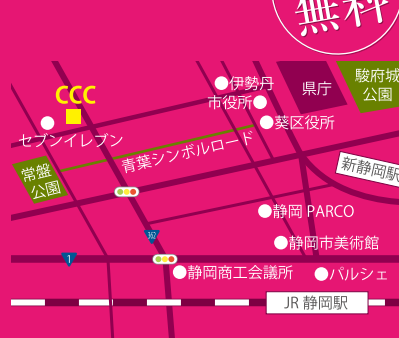 無料
CCC
伊勢丹
市役所
県庁
駿府城
公園
葵区役所
セブンイレブン
青葉シンボルロード
常盤
公園
新静岡駅
静岡 PARCO
362
静岡市美術館
1
静岡商工会議所
パルシェ
JR 静岡駅